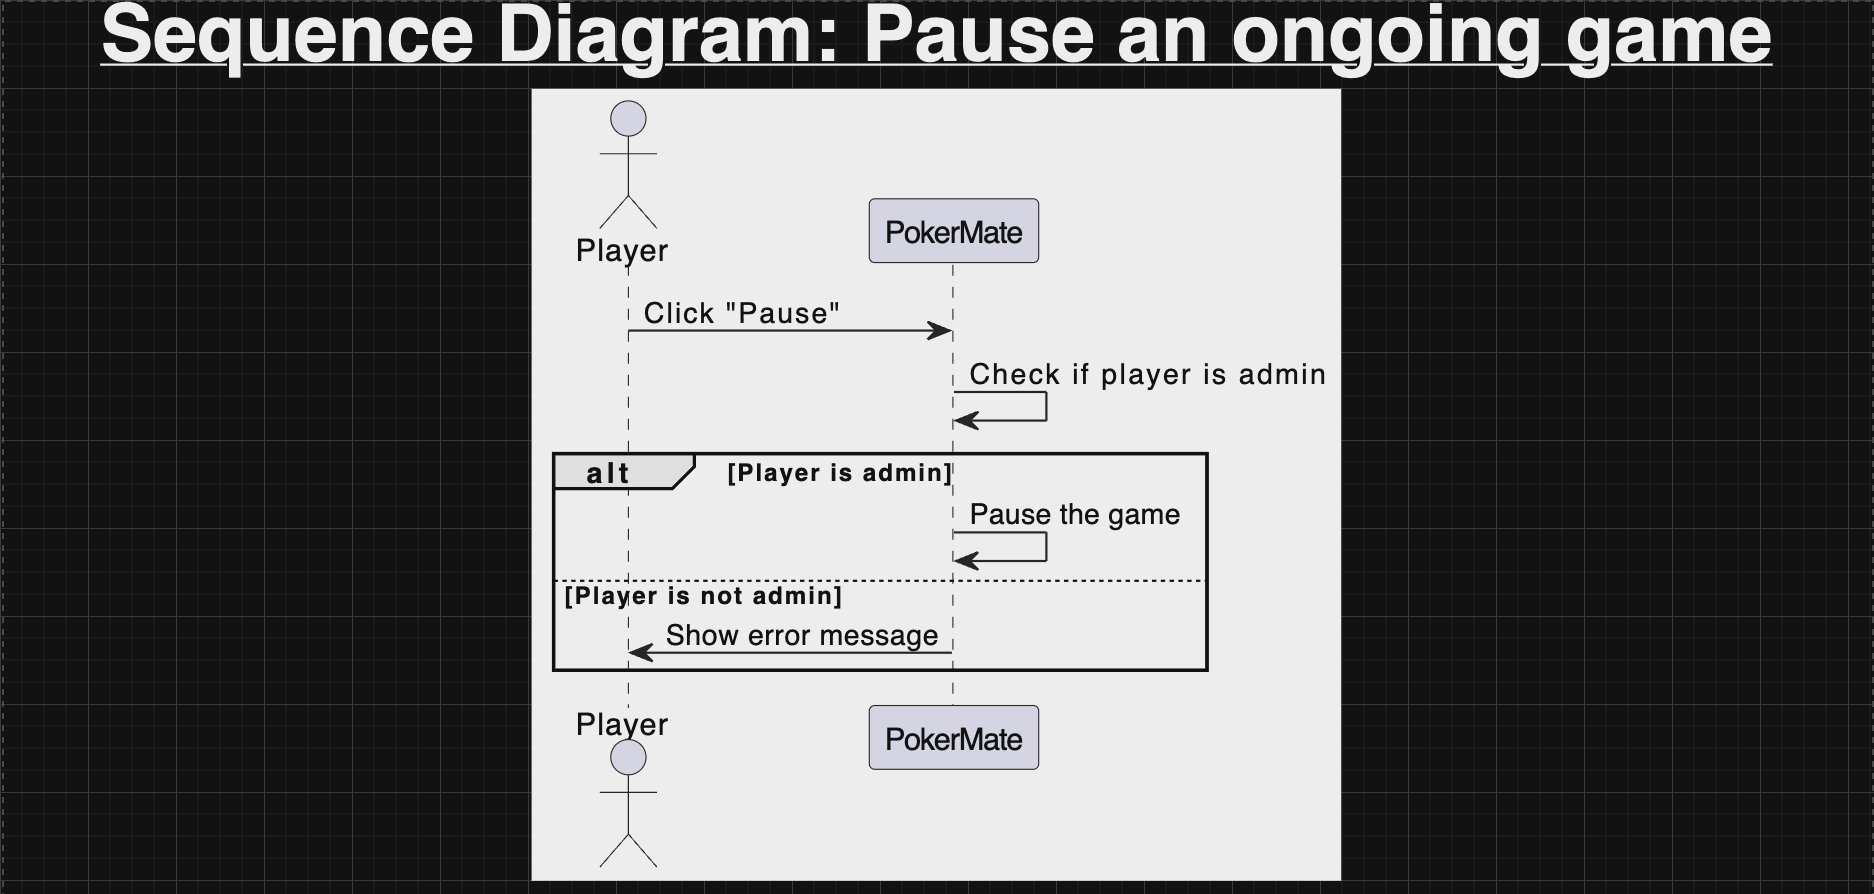 Sequence Diagram: Pause an ongoing game
Player
PokerMate
Click "Pause"
Check if player is admin
alt
[Player is admin]
Pause the game
[Player is not admin]
Show error message
Player
PokerMate